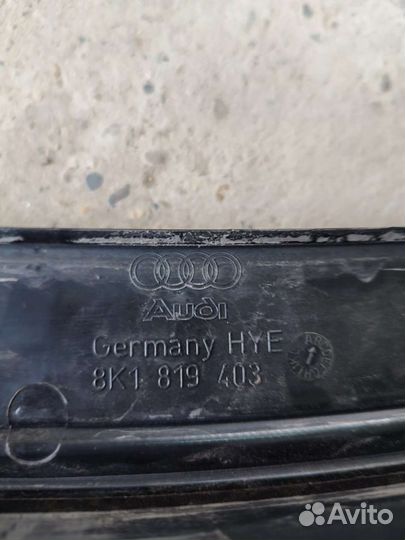 Audi
Germany HYE
8K1 819 403
Avito